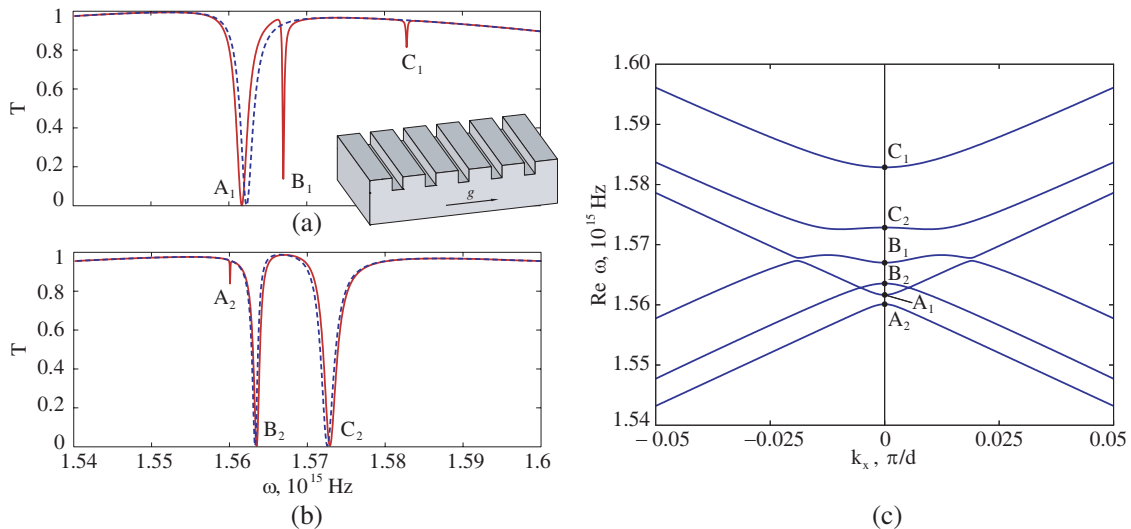 1
0.8
0.6
0.4
0.2
0
T
A1
B1
C1
g
(a)
1
0.8
0.6
0.4
0.2
0
T
A2
B2
C2
1.54
1.55
1.56
1.57
1.58
1.59
1.6
ω, 10^15 Hz
(b)
1.60
1.59
1.58
1.57
1.56
1.55
1.54
Re ω, 10^15 Hz
C1
C2
B1
B2
A1
A2
−0.05
-0.025
0
0.025
0.05
k_x , π/d
(c)